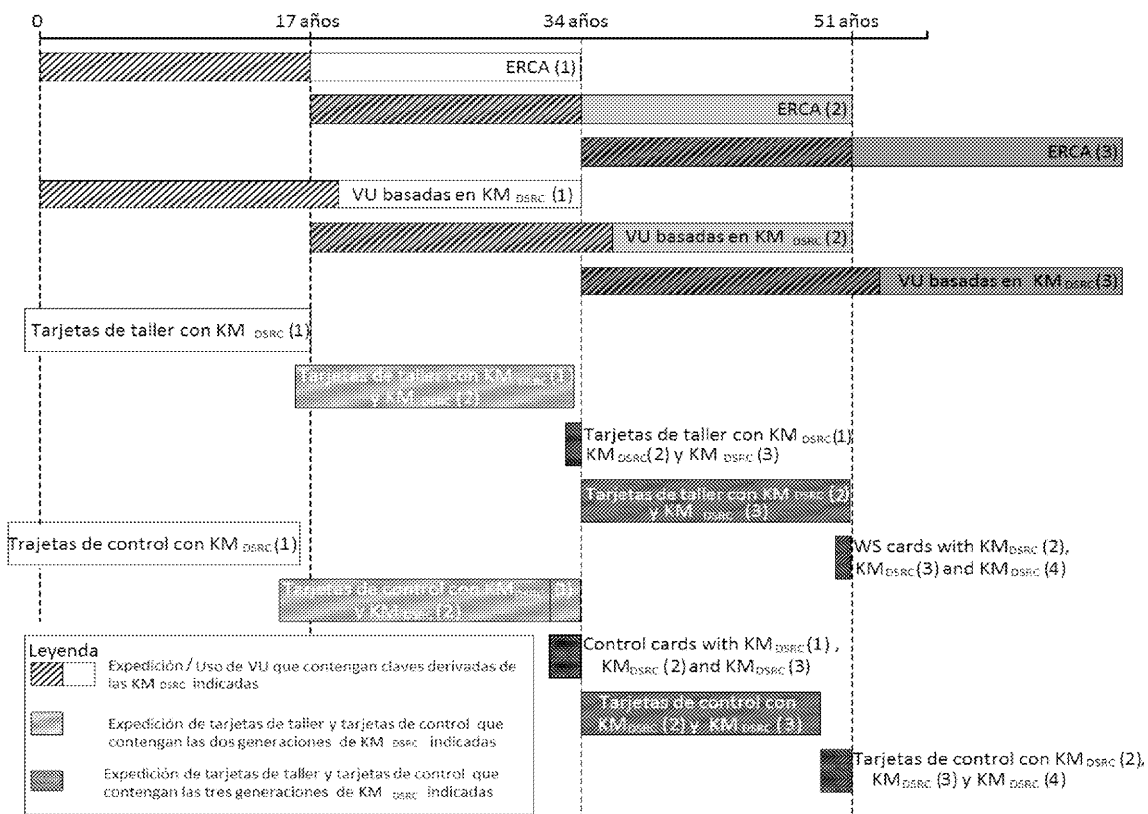 0
17 años
34 años
51 años
ERCA (1)
ERCA (2)
ERCA (3)
VU basadas en KM DSRC (1)
VU basadas en KM DSRC (2)
VU basadas en KM DSRC (3)
Tarjetas de taller con KM DSRC (1)
Tarjetas de taller con KM DSRC (1
y KM DSRC (2)
Tarjetas de taller con KM DSRC (1)
KM DSRC (2) y KM DSRC (3)
Tarjetas de taller con KM DSRC (2)
y KM DSRC (3)
Trajetas de control con KM DSRC (1)
WS cards with KM DSRC (2),
KM DSRC (3) and KM DSRC (4)
Tarjetas de control con KM
y KM DSRC (2)
Control cards with KM DSRC (1) ,
KM DSRC (2) and KM DSRC (3)
Tarjetas de control con
KM DSRC (2) y KM DSRC (3)
Tarjetas de control con KM DSRC (2),
KM DSRC (3) y KM DSRC (4)
Leyenda
Expedición / Uso de VU que contengan claves derivadas de
las KM DSRC indicadas
Expedición de tarjetas de taller y tarjetas de control que
contengan las dos generaciones de KM DSRC indicadas
Expedición de tarjetas de taller y tarjetas de control que
contengan las tres generaciones de KM DSRC indicadas